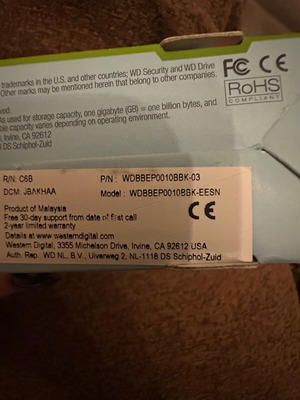 trademarks in the U.S. and other countries; WD Security and WD Drive
Other marks may be mentioned herein that belong to other companies.
ved.
As used for storage capacity, one gigabyte (GB) = one billion bytes, and
ble capacity varies depending on operating environment.
, Irvine, CA 92612
DS Schiphol-Zuid
FC CE
RoHS
COMPLIANT
R/N: C6B
P/N: WDBBEP0010BBK-03
DCM: JBAKHAA
Model: WDBBEP0010BBK-EESN
Product of Malaysia
Free 30-day support from date of first call
2-year limited warranty
Details at www.westerndigital.com
CE
Western Digital, 3355 Michelson Drive, Irvine, CA 92612 USA
Auth. Rep. WD NL, B.V., Uiverweg 2, NL-1118 DS Schiphol-Zuid